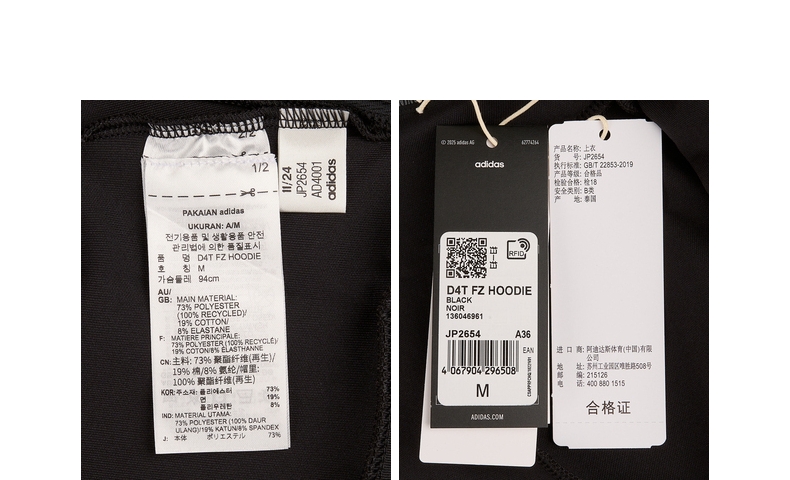 2/2
1/2
PAKAIAN adidas
UKURAN: A/M
전기용품 및 생활용품 안전
관리법에 의한 품질표시
품 명 D4T FZ HOODIE
호 칭 M
가슴둘레 94cm
AU/
GB: MAIN MATERIAL:
73% POLYESTER
(100% RECYCLED)/
19% COTTON/
8% ELASTANE
F: MATIERE PRINCIPALE:
73% POLYESTER (100% RECYCLE)/
19% COTON/8% ELASTHANNE
CN: 主料: 73% 聚酯纤维(再生)/
19% 棉/8% 氨纶/帽里:
100% 聚酯纤维(再生)
KOR: 주소재: 폴리에스터 73%
면 19%
폴리우레탄 8%
IND: MATERIAL UTAMA:
73% POLYESTER (100% DAUR
ULANG)/19% KATUN/8% SPANDEX
J: 本体 ポリエステル 73%
11/24
JP2654
AD4001
adidas
© 2025 adidas AG
adidas
RFID
D4T FZ HOODIE
BLACK
NOIR
136046961
JP2654 A36
EAN
4 067904 296508
M
ADIDAS.COM
产品名称: 上衣
货 号: JP2654
执行标准: GB/T 22853-2019
产品等级: 合格品
检验合格: 检18
安全类别: B类
产 地: 泰国
进 口 商: 阿迪达斯体育(中国)有限
公司
地 址: 苏州工业园区唯胜路508号
邮 编: 215126
电 话: 400 880 1515
合格证